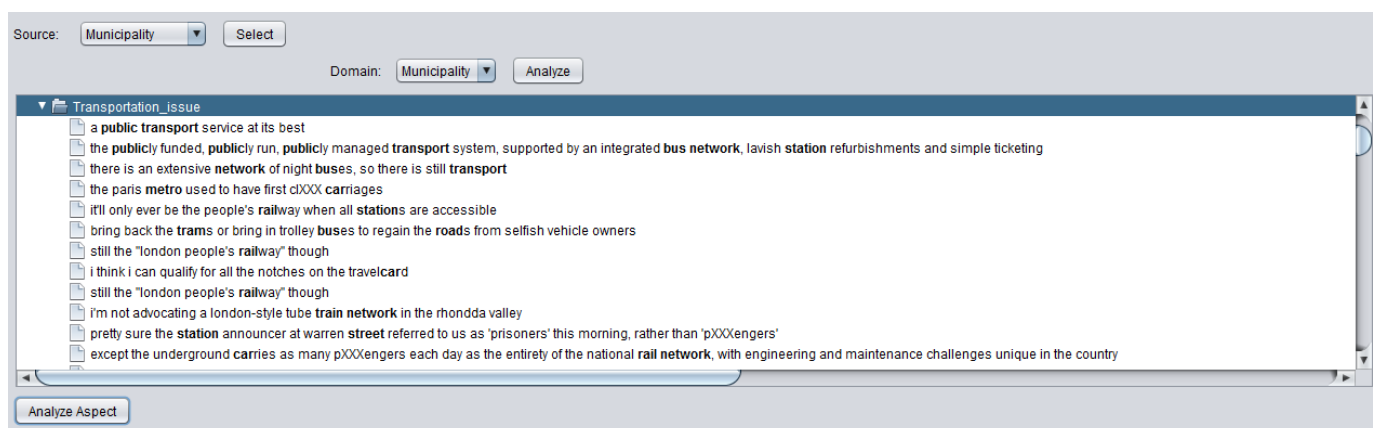 Source: Municipality Select
Domain: Municipality Analyze
Transportation_issue
a public transport service at its best
the publicly funded, publicly run, publicly managed transport system, supported by an integrated bus network, lavish station refurbishments and simple ticketing
there is an extensive network of night buses, so there is still transport
the paris metro used to have first clXXX carriages
it'll only ever be the people's railway when all stations are accessible
bring back the trams or bring in trolley buses to regain the roads from selfish vehicle owners
still the "london people's railway" though
i think i can qualify for all the notches on the travelcard
still the "london people's railway" though
i'm not advocating a london-style tube train network in the rhondda valley
pretty sure the station announcer at warren street referred to us as 'prisoners' this morning, rather than 'pXXXengers'
except the underground carries as many pXXXengers each day as the entirety of the national rail network, with engineering and maintenance challenges unique in the country
Analyze Aspect